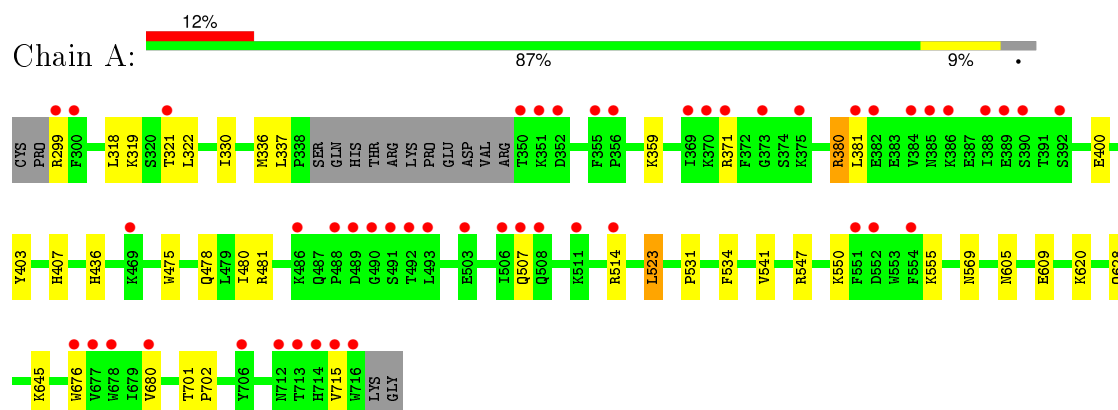 12%
Chain A:
87% 9% •
CYS PRO R299 F300 L318 K319 S320 T321 L322 I330 M336 L337 P338 SER GLN HIS THR ARG LYS PRO GLU ASP VAL ARG T350 K351 D352 F355 P356 K359 I369 K370 R371 F372 G373 S374 K375 R380 L381 E382 E383 V384 N385 K386 E387 I388 E389 S390 T391 S392 E400
Y403 H407 H436 K469 W475 Q478 L479 I480 R481 K486 Q487 P488 D489 G490 S491 T492 L493 E503 I506 Q507 Q508 K511 R514 L523 P531 F534 V541 R547 K550 F551 D552 W553 F554 K555 N569 N605 E609 K620
K645 W676 V677 W678 I679 V680 T701 P702 Y706 N712 T713 H714 V715 W716 LYS GLY